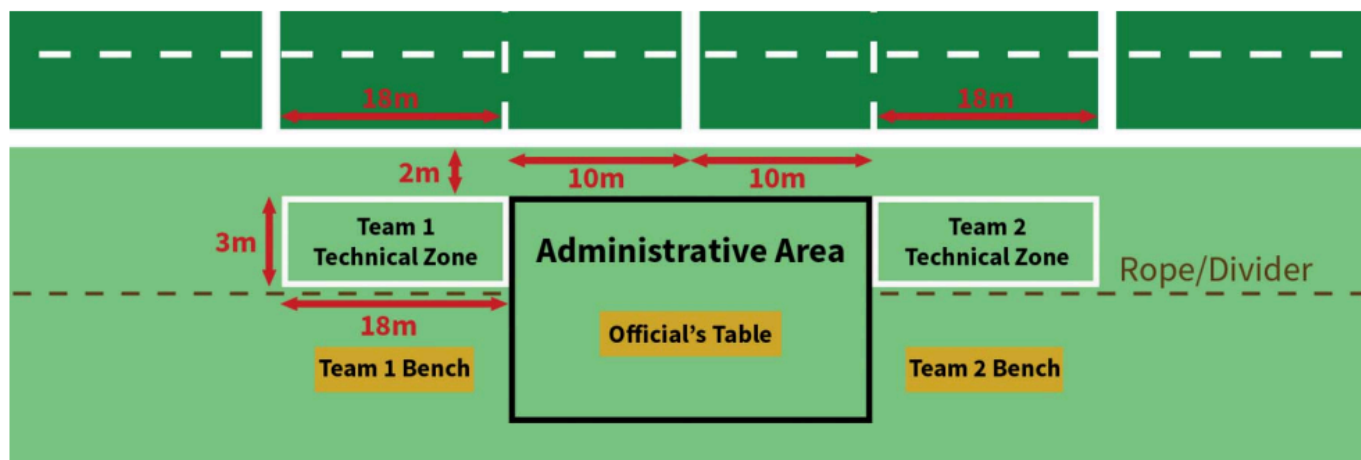 18m
18m
2m
10m
10m
3m
Team 1
Technical Zone
Administrative Area
Team 2
Technical Zone
Rope/Divider
18m
Official's Table
Team 1 Bench
Team 2 Bench